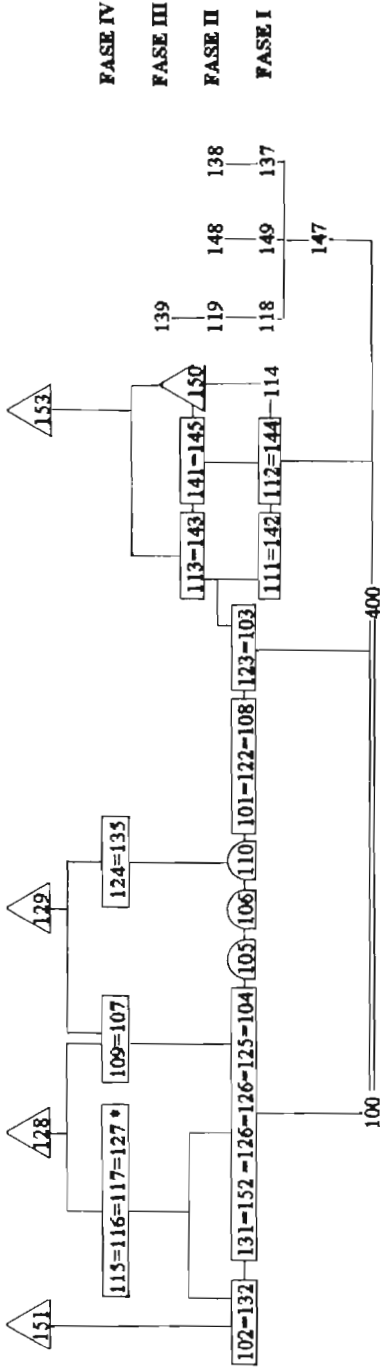 151 128 129 153
115=116=117=127 * 109=107 124=135 FASE IV
113=143 141=145 150 139 FASE III
119 148 138 FASE II
102=132 131=152 =126=126=125=104 105 106 110 101=122=108 123=103 111=142 112=144 114 118 149 137 FASE I
147
100 400